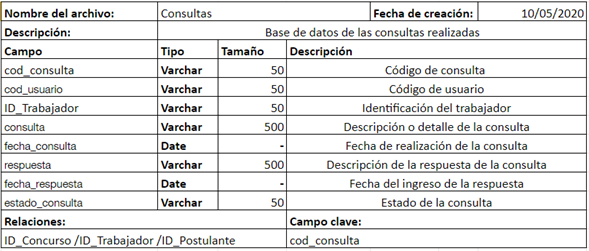 Nombre del archivo: Consultas Fecha de creación: 10/05/2020
Descripción: Base de datos de las consultas realizadas
Campo Tipo Tamaño Descripción
cod_consulta Varchar 50 Código de consulta
cod_usuario Varchar 50 Código de usuario
ID_Trabajador Varchar 50 Identificación del trabajador
consulta Varchar 500 Descripción o detalle de la consulta
fecha_consulta Date - Fecha de realización de la consulta
respuesta Varchar 500 Descripción de la respuesta de la consulta
fecha_respuesta Date - Fecha del ingreso de la respuesta
estado_consulta Varchar 50 Estado de la consulta
Relaciones: Campo clave:
ID_Concurso /ID_Trabajador /ID_Postulante cod_consulta